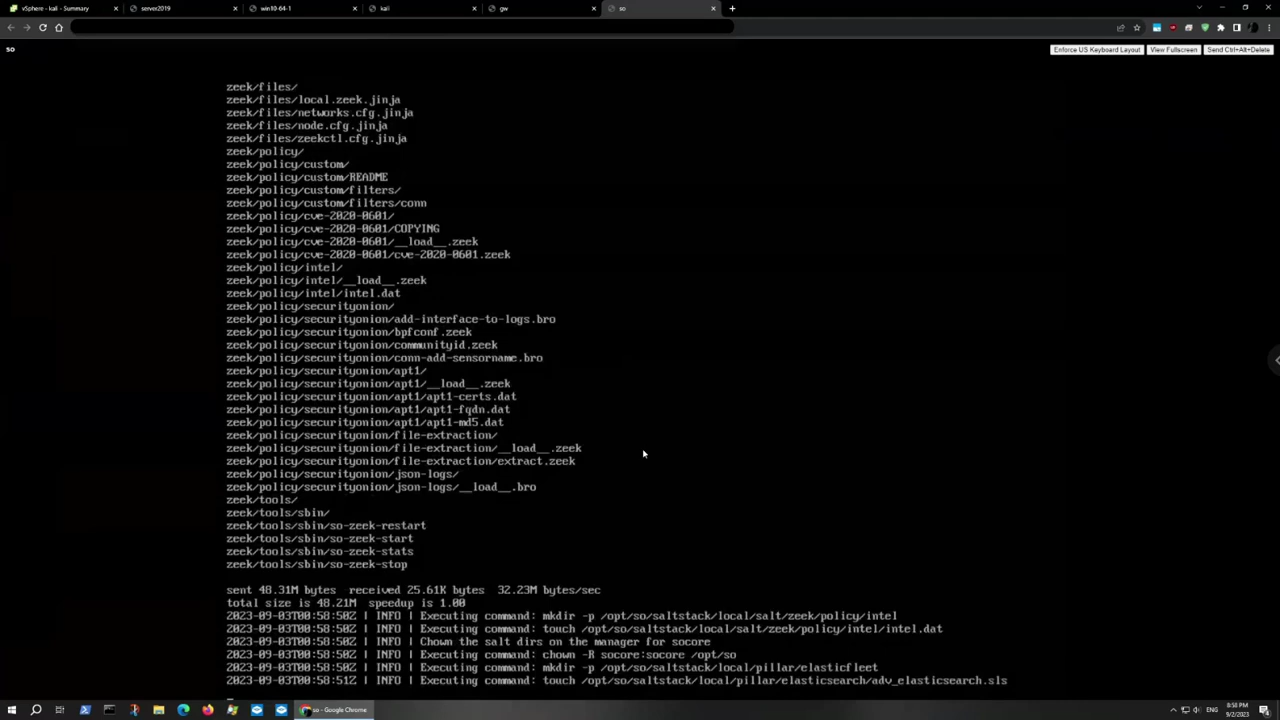 vSphere - kali - Summary
server2019
win10-64-1
kali
gw
so
so
Enforce US Keyboard Layout
View Fullscreen
Send Ctrl+Alt+Delete
zeek/files/
zeek/files/local.zeek.jinja
zeek/files/networks.cfg.jinja
zeek/files/node.cfg.jinja
zeek/files/zeekctl.cfg.jinja
zeek/policy/
zeek/policy/custom/
zeek/policy/custom/README
zeek/policy/custom/filters/
zeek/policy/custom/filters/conn
zeek/policy/cve-2020-0601/
zeek/policy/cve-2020-0601/COPYING
zeek/policy/cve-2020-0601/__load__.zeek
zeek/policy/cve-2020-0601/cve-2020-0601.zeek
zeek/policy/intel/
zeek/policy/intel/__load__.zeek
zeek/policy/intel/intel.dat
zeek/policy/securityonion/
zeek/policy/securityonion/add-interface-to-logs.bro
zeek/policy/securityonion/bpfconf.zeek
zeek/policy/securityonion/communityid.zeek
zeek/policy/securityonion/conn-add-sensorname.bro
zeek/policy/securityonion/apt1/
zeek/policy/securityonion/apt1/__load__.zeek
zeek/policy/securityonion/apt1/apt1-certs.dat
zeek/policy/securityonion/apt1/apt1-fqdn.dat
zeek/policy/securityonion/apt1/apt1-md5.dat
zeek/policy/securityonion/file-extraction/
zeek/policy/securityonion/file-extraction/__load__.zeek
zeek/policy/securityonion/file-extraction/extract.zeek
zeek/policy/securityonion/json-logs/
zeek/policy/securityonion/json-logs/__load__.bro
zeek/tools/
zeek/tools/sbin/
zeek/tools/sbin/so-zeek-restart
zeek/tools/sbin/so-zeek-start
zeek/tools/sbin/so-zeek-stats
zeek/tools/sbin/so-zeek-stop
sent 48.31M bytes  received 25.61K bytes  32.23M bytes/sec
total size is 48.21M  speedup is 1.00
2023-09-03T00:58:50Z | INFO | Executing command: mkdir -p /opt/so/saltstack/local/salt/zeek/policy/intel
2023-09-03T00:58:50Z | INFO | Executing command: touch /opt/so/saltstack/local/salt/zeek/policy/intel/intel.dat
2023-09-03T00:58:50Z | INFO | Chown the salt dirs on the manager for socore
2023-09-03T00:58:50Z | INFO | Executing command: chown -R socore:socore /opt/so
2023-09-03T00:58:50Z | INFO | Executing command: mkdir -p /opt/so/saltstack/local/pillar/elasticfleet
2023-09-03T00:58:51Z | INFO | Executing command: touch /opt/so/saltstack/local/pillar/elasticsearch/adv_elasticsearch.sls
so - Google Chrome
ENG
8:58 PM
9/2/2023